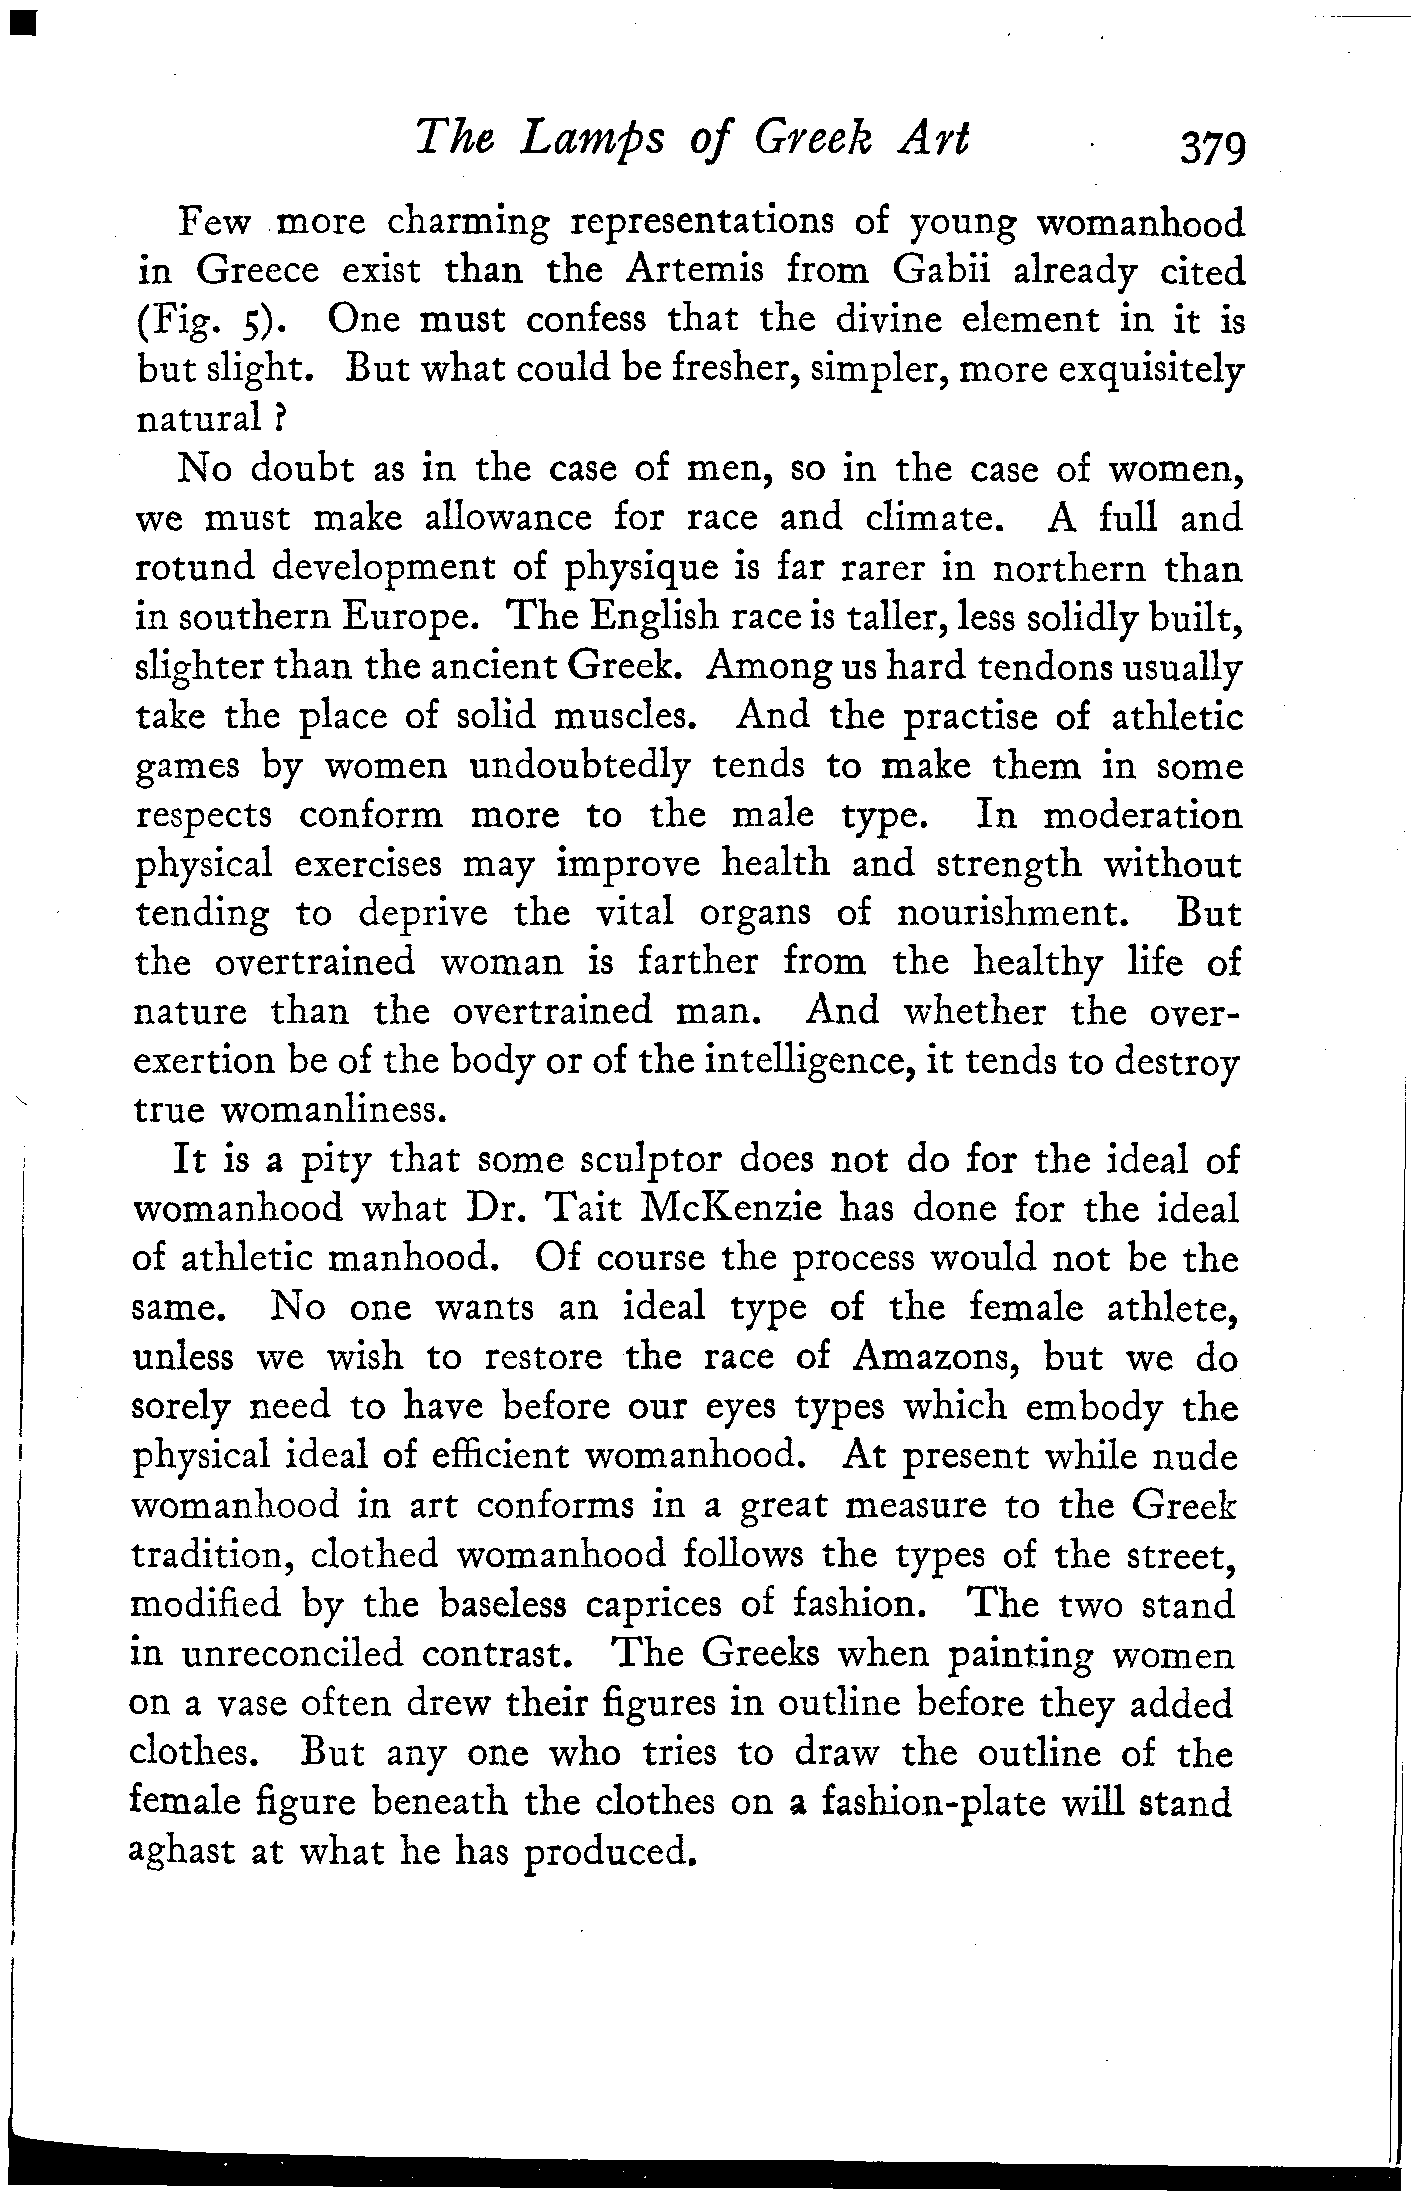 The Lamps of Greek Art 379
Few more charming representations of young womanhood
in Greece exist than the Artemis from Gabii already cited
(Fig. 5). One must confess that the divine element in it is
but slight. But what could be fresher, simpler, more exquisitely
natural ?
No doubt as in the case of men, so in the case of women,
we must make allowance for race and climate. A full and
rotund development of physique is far rarer in northern than
in southern Europe. The English race is taller, less solidly built,
slighter than the ancient Greek. Among us hard tendons usually
take the place of solid muscles. And the practise of athletic
games by women undoubtedly tends to make them in some
respects conform more to the male type. In moderation
physical exercises may improve health and strength without
tending to deprive the vital organs of nourishment. But
the overtrained woman is farther from the healthy life of
nature than the overtrained man. And whether the over-
exertion be of the body or of the intelligence, it tends to destroy
true womanliness.
It is a pity that some sculptor does not do for the ideal of
womanhood what Dr. Tait McKenzie has done for the ideal
of athletic manhood. Of course the process would not be the
same. No one wants an ideal type of the female athlete,
unless we wish to restore the race of Amazons, but we do
sorely need to have before our eyes types which embody the
physical ideal of efficient womanhood. At present while nude
womanhood in art conforms in a great measure to the Greek
tradition, clothed womanhood follows the types of the street,
modified by the baseless caprices of fashion. The two stand
in unreconciled contrast. The Greeks when painting women
on a vase often drew their figures in outline before they added
clothes. But any one who tries to draw the outline of the
female figure beneath the clothes on a fashion-plate will stand
aghast at what he has produced.